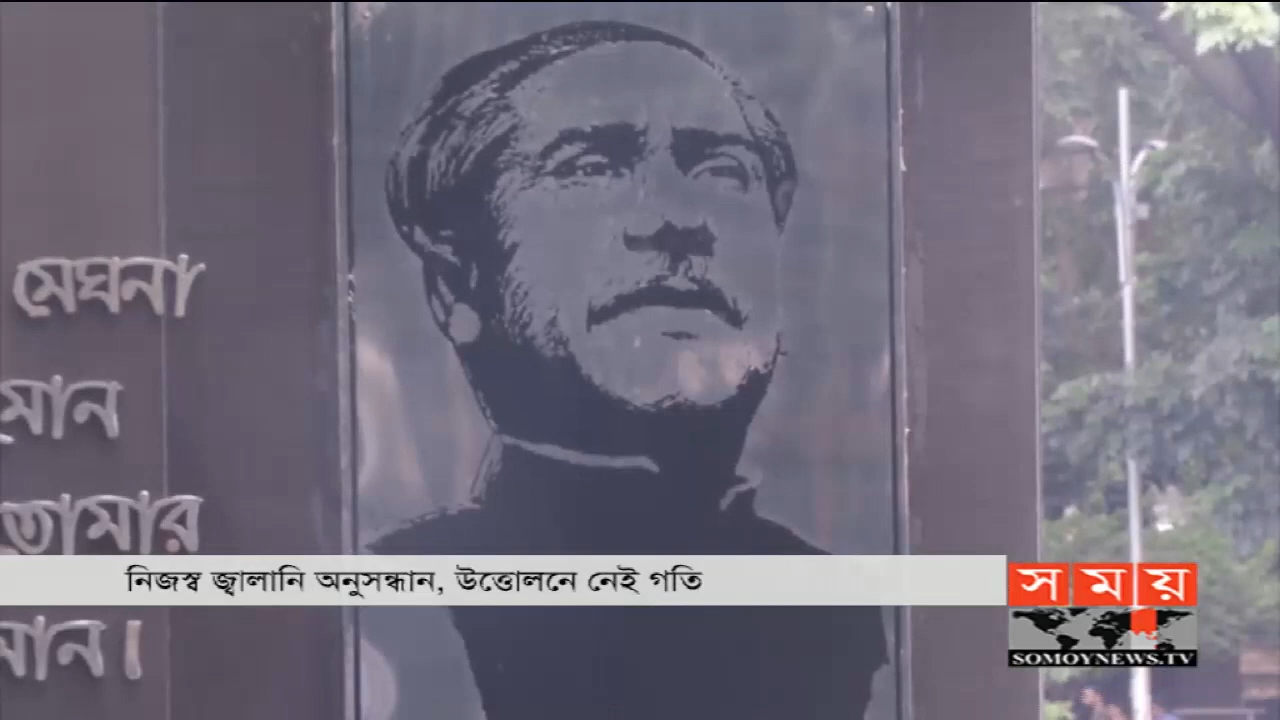 মেঘনা
মান
তোমার
নিজস্ব জ্বালানি অনুসন্ধান, উত্তোলনে নেই গতি
সময়
SOMOYNEWS.TV
মান।